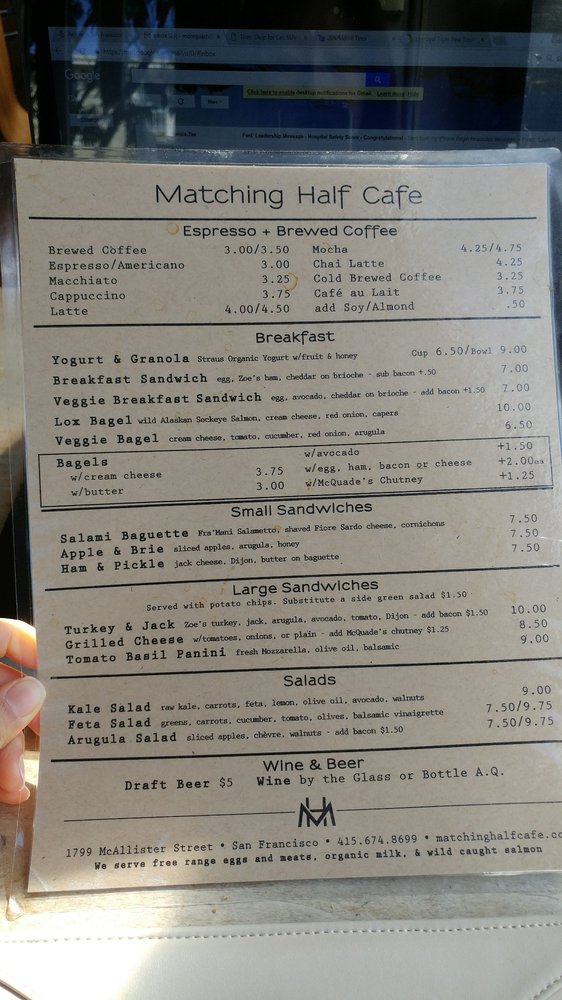 Google
Click here to enable desktop notifications for Gmail. Learn more Hide
Matching Half Cafe
Espresso + Brewed Coffee
Brewed Coffee 3.00/3.50 Mocha 4.25/4.75
Espresso/Americano 3.00 Chai Latte 4.25
Macchiato 3.25 Cold Brewed Coffee 3.25
Cappuccino 3.75 Café au Lait 3.75
Latte 4.00/4.50 add Soy/Almond .50
Breakfast
Yogurt & Granola Straus Organic Yogurt w/fruit & honey Cup 6.50/Bowl 9.00
Breakfast Sandwich egg, Zoe's ham, cheddar on brioche - sub bacon +.50 7.00
Veggie Breakfast Sandwich egg, avocado, cheddar on brioche - add bacon +1.50 7.00
Lox Bagel wild Alaskan Sockeye Salmon, cream cheese, red onion, capers 10.00
Veggie Bagel cream cheese, tomato, cucumber, red onion, arugula 6.50
Bagels w/avocado +1.50
w/cream cheese 3.75 w/egg, ham, bacon or cheese +2.00ea
w/butter 3.00 w/McQuade's Chutney +1.25
Small Sandwiches
Salami Baguette Fra'Mani Salametto, shaved Fiore Sardo cheese, cornichons 7.50
Apple & Brie sliced apples, arugula, honey 7.50
Ham & Pickle jack cheese, Dijon, butter on baguette 7.50
Large Sandwiches
Served with potato chips. Substitute a side green salad $1.50
Turkey & Jack Zoe's turkey, jack, arugula, avocado, tomato, Dijon - add bacon $1.50 10.00
Grilled Cheese w/tomatoes, onions, or plain - add McQuade's chutney $1.25 8.50
Tomato Basil Panini fresh Mozzarella, olive oil, balsamic 9.00
Salads
Kale Salad raw kale, carrots, feta, lemon, olive oil, avocado, walnuts 9.00
Feta Salad greens, carrots, cucumber, tomato, olives, balsamic vinaigrette 7.50/9.75
Arugula Salad sliced apples, chèvre, walnuts - add bacon $1.50 7.50/9.75
Wine & Beer
Draft Beer $5 Wine by the Glass or Bottle A.Q.
MH
1799 McAllister Street • San Francisco • 415.674.8699 • matchinghalfcafe.co
We serve free range eggs and meats, organic milk, & wild caught salmon